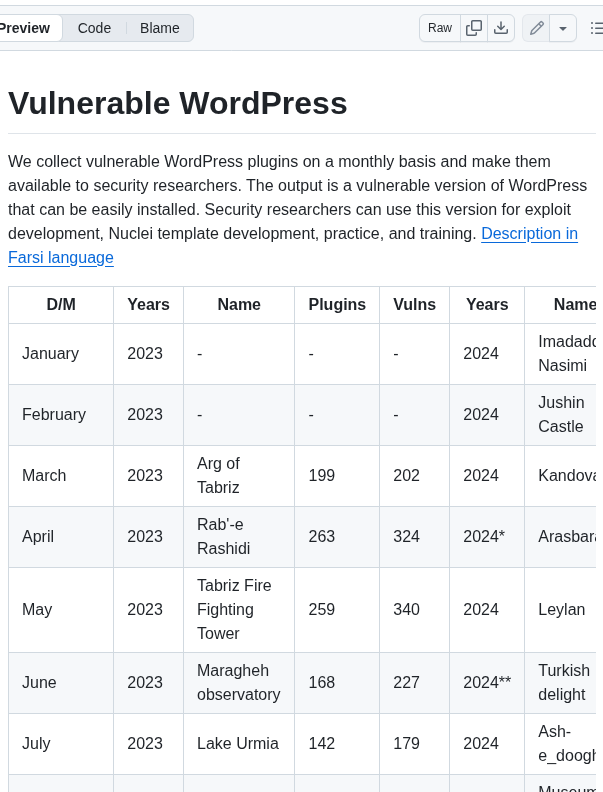 Preview Code Blame Raw
Vulnerable WordPress
We collect vulnerable WordPress plugins on a monthly basis and make them
available to security researchers. The output is a vulnerable version of WordPress
that can be easily installed. Security researchers can use this version for exploit
development, Nuclei template development, practice, and training. Description in
Farsi language
D/M Years Name Plugins Vulns Years Name
January 2023 - - - 2024 Nasimi
February 2023 - - - 2024 Jushin Castle
March 2023 Arg of Tabriz 199 202 2024
April 2023 Rab'-e Rashidi 263 324 2024*
May 2023 Tabriz Fire Fighting Tower 259 340 2024 Leylan
June 2023 Maragheh observatory 168 227 2024** Turkish delight
July 2023 Lake Urmia 142 179 2024 Ash-